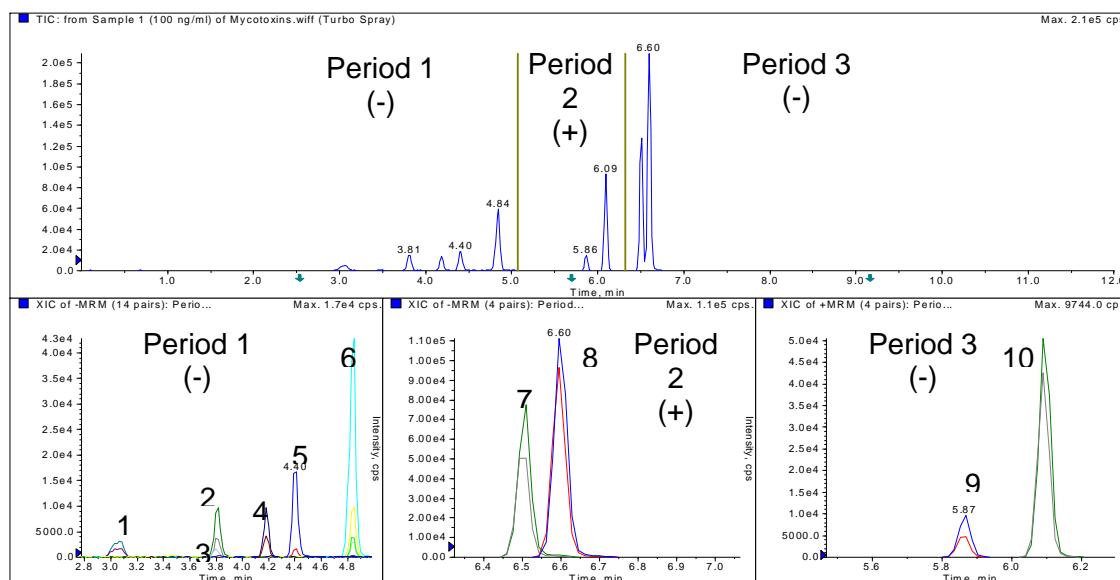 TIC: from Sample 1 (100 ng/ml) of Mycotoxins.wiff (Turbo Spray)
Max. 2.1e5 cps
Period 1
(-)
Period
2
(+)
Period 3
(-)
6.60
4.84
3.81
4.40
5.86
6.09
2.0e5
1.8e5
1.6e5
1.4e5
1.2e5
1.0e5
8.0e4
6.0e4
4.0e4
2.0e4
0.0
1.0 2.0 3.0 4.0 5.0 6.0 7.0 8.0 9.0 10.0 11.0 12.0
Time, min
XIC of -MRM (14 pairs): Perio...
Max. 1.7e4 cps.
Period 1
(-)
4.3e4
4.0e4
3.5e4
3.0e4
2.5e4
2.0e4
1.5e4
1.0e4
5000.0
0.0
1
2
3
4
5
4.40
6
2.8 3.0 3.2 3.4 3.6 3.8 4.0 4.2 4.4 4.6 4.8
Time, min
XIC of -MRM (4 pairs): Period...
Max. 1.1e5 cps.
Intensity, cps
Period
2
(+)
1.10e5
1.00e5
9.00e4
8.00e4
7.00e4
6.00e4
5.00e4
4.00e4
3.00e4
2.00e4
1.00e4
0.00
7
6.60
8
6.4 6.5 6.6 6.7 6.8 6.9 7.0
Time, min
XIC of +MRM (4 pairs): Perio...
Max. 9744.0 cp
Intensity, cps
Period 3
(-)
5.0e4
4.5e4
4.0e4
3.5e4
3.0e4
2.5e4
2.0e4
1.5e4
1.0e4
5000.0
0.0
9
5.87
10
5.6 5.8 6.0 6.2
Time, min